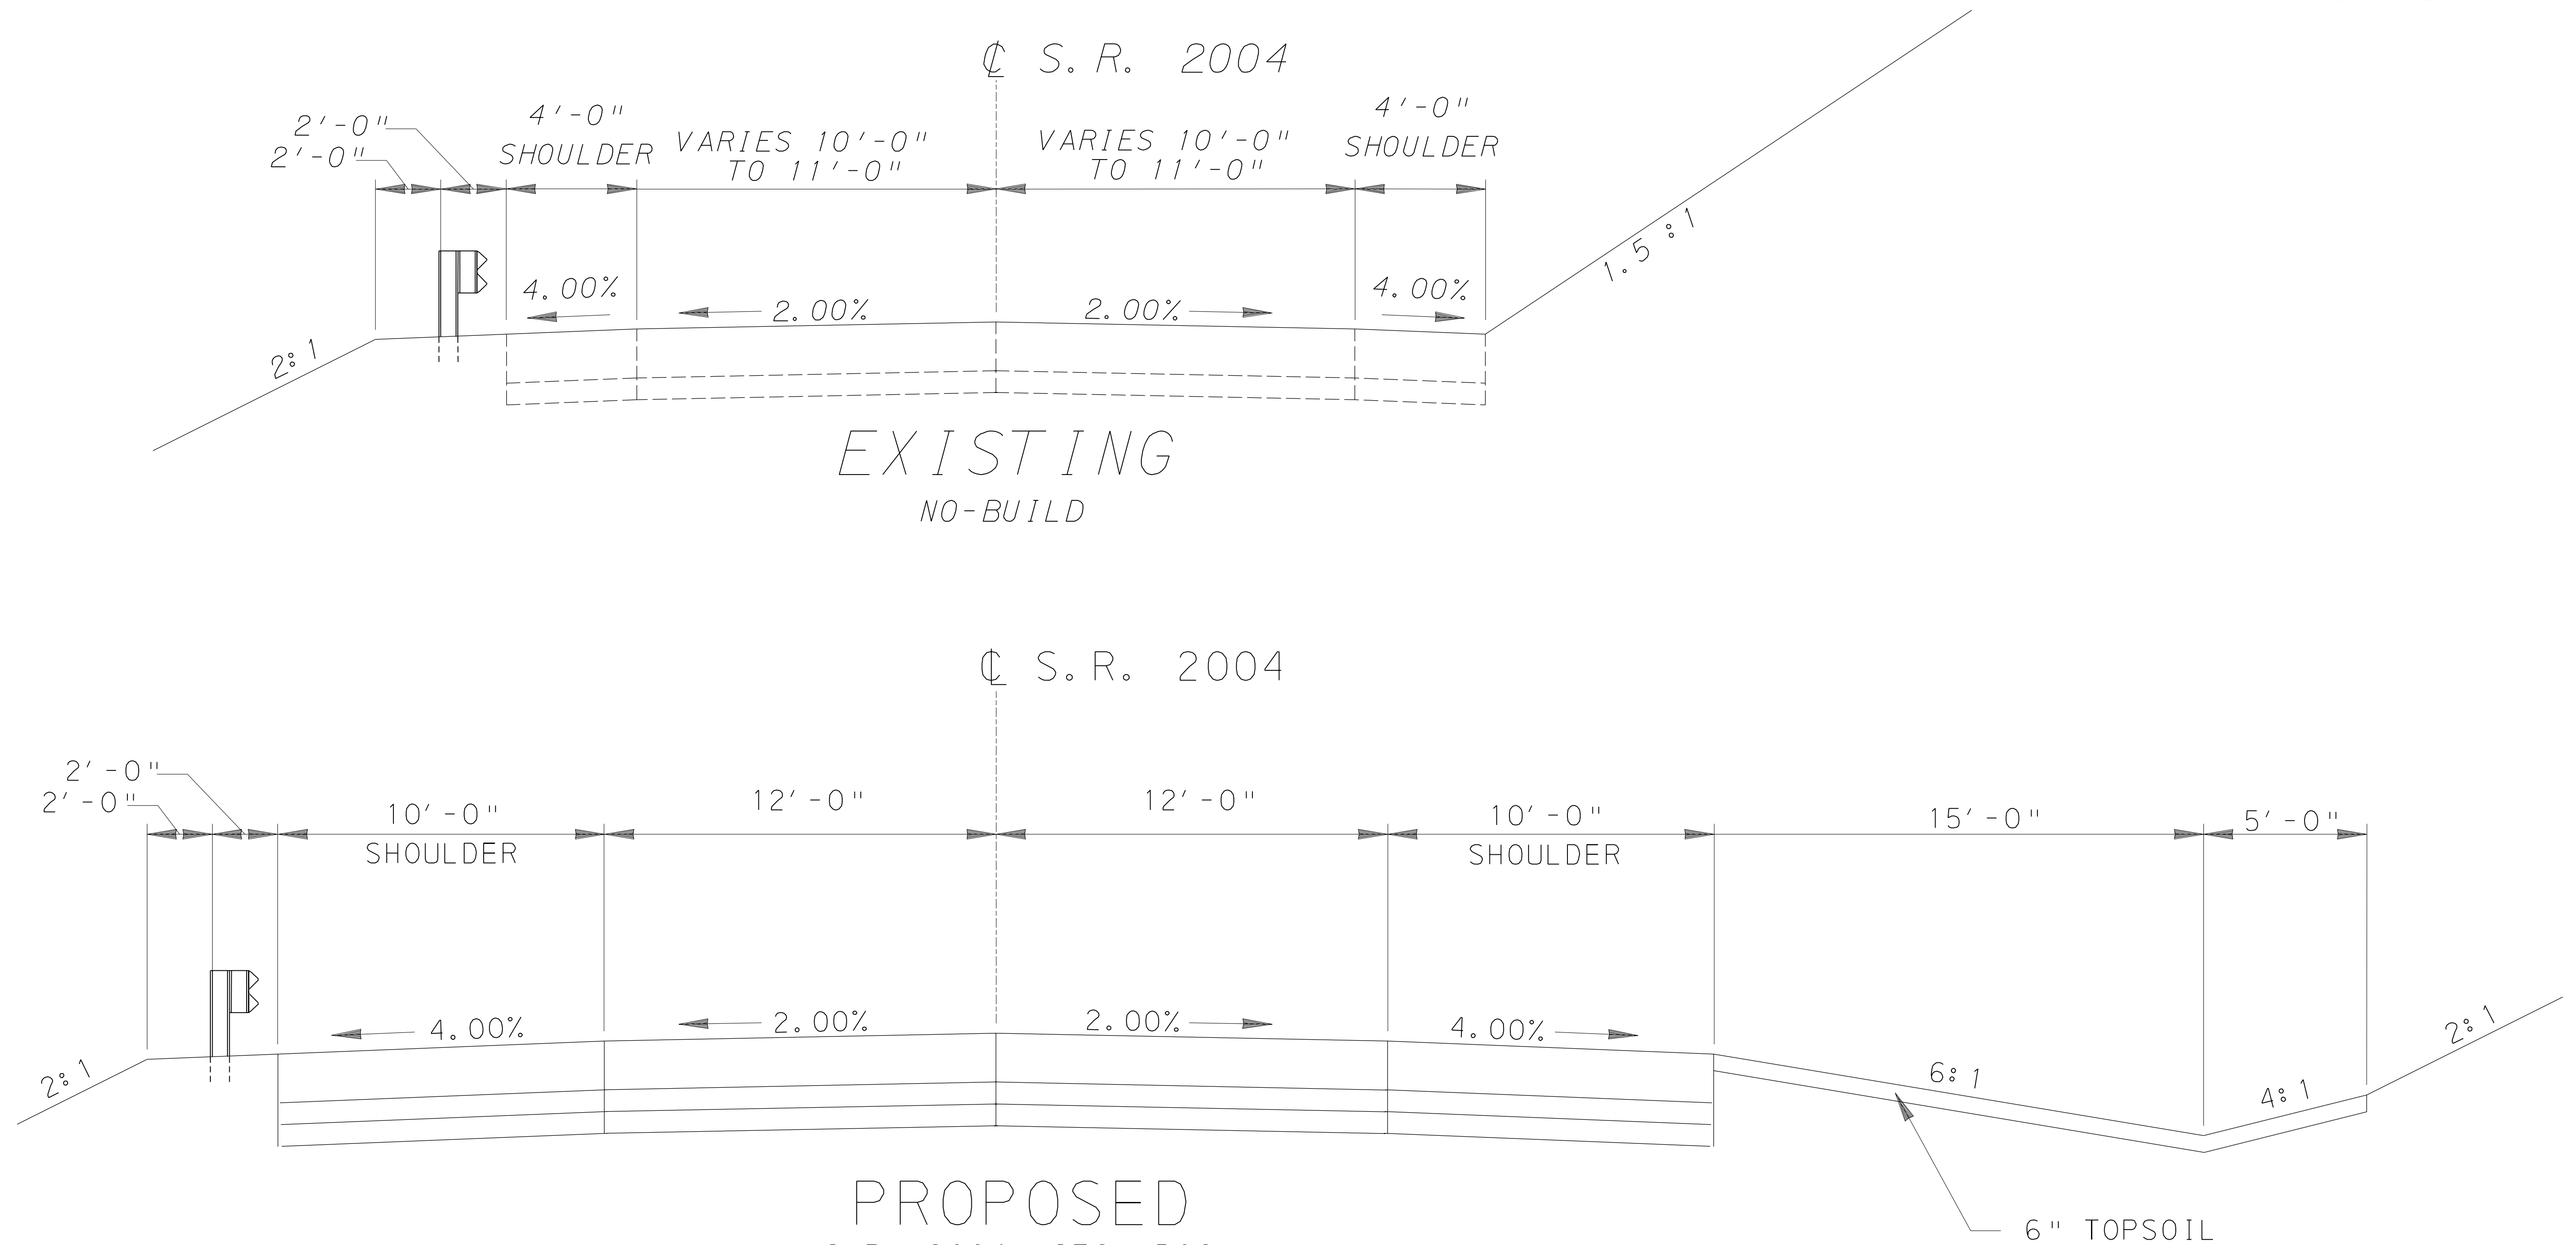 ℄ S.R. 2004
2'-0"
2'-0"
4'-0"
SHOULDER
VARIES 10'-0"
TO 11'-0"
VARIES 10'-0"
TO 11'-0"
4'-0"
SHOULDER
4.00%
2.00%
2.00%
4.00%
2:1
1.5:1
EXISTING
NO-BUILD
℄ S.R. 2004
2'-0"
2'-0"
10'-0"
SHOULDER
12'-0"
12'-0"
10'-0"
SHOULDER
15'-0"
5'-0"
4.00%
2.00%
2.00%
4.00%
2:1
6:1
4:1
2:1
PROPOSED
6" TOPSOIL